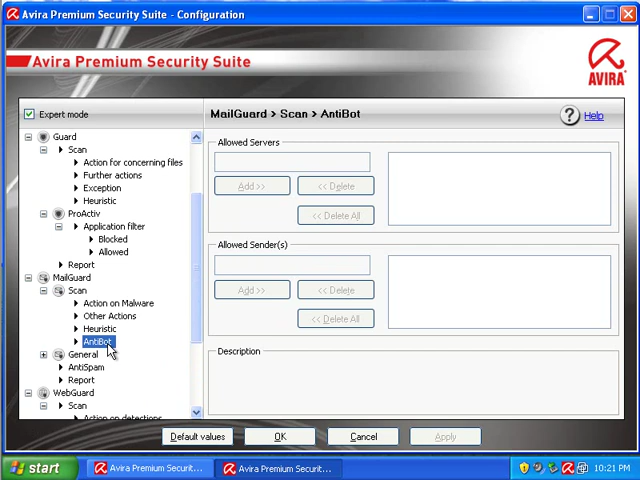 Avira Premium Security Suite - Configuration
Avira Premium Security Suite
AVIRA
Expert mode
MailGuard > Scan > AntiBot
Help
Guard
Scan
Action for concerning files
Further actions
Exception
Heuristic
ProActiv
Application filter
Blocked
Allowed
Report
MailGuard
Scan
Action on Malware
Other Actions
Heuristic
AntiBot
General
AntiSpam
Report
WebGuard
Scan
Action on detections
Allowed Servers
Add >>
<< Delete
<< Delete All
Allowed Sender(s)
Add >>
<< Delete
<< Delete All
Description
Default values
OK
Cancel
Apply
start
Avira Premium Securit...
Avira Premium Securit...
10:21 PM